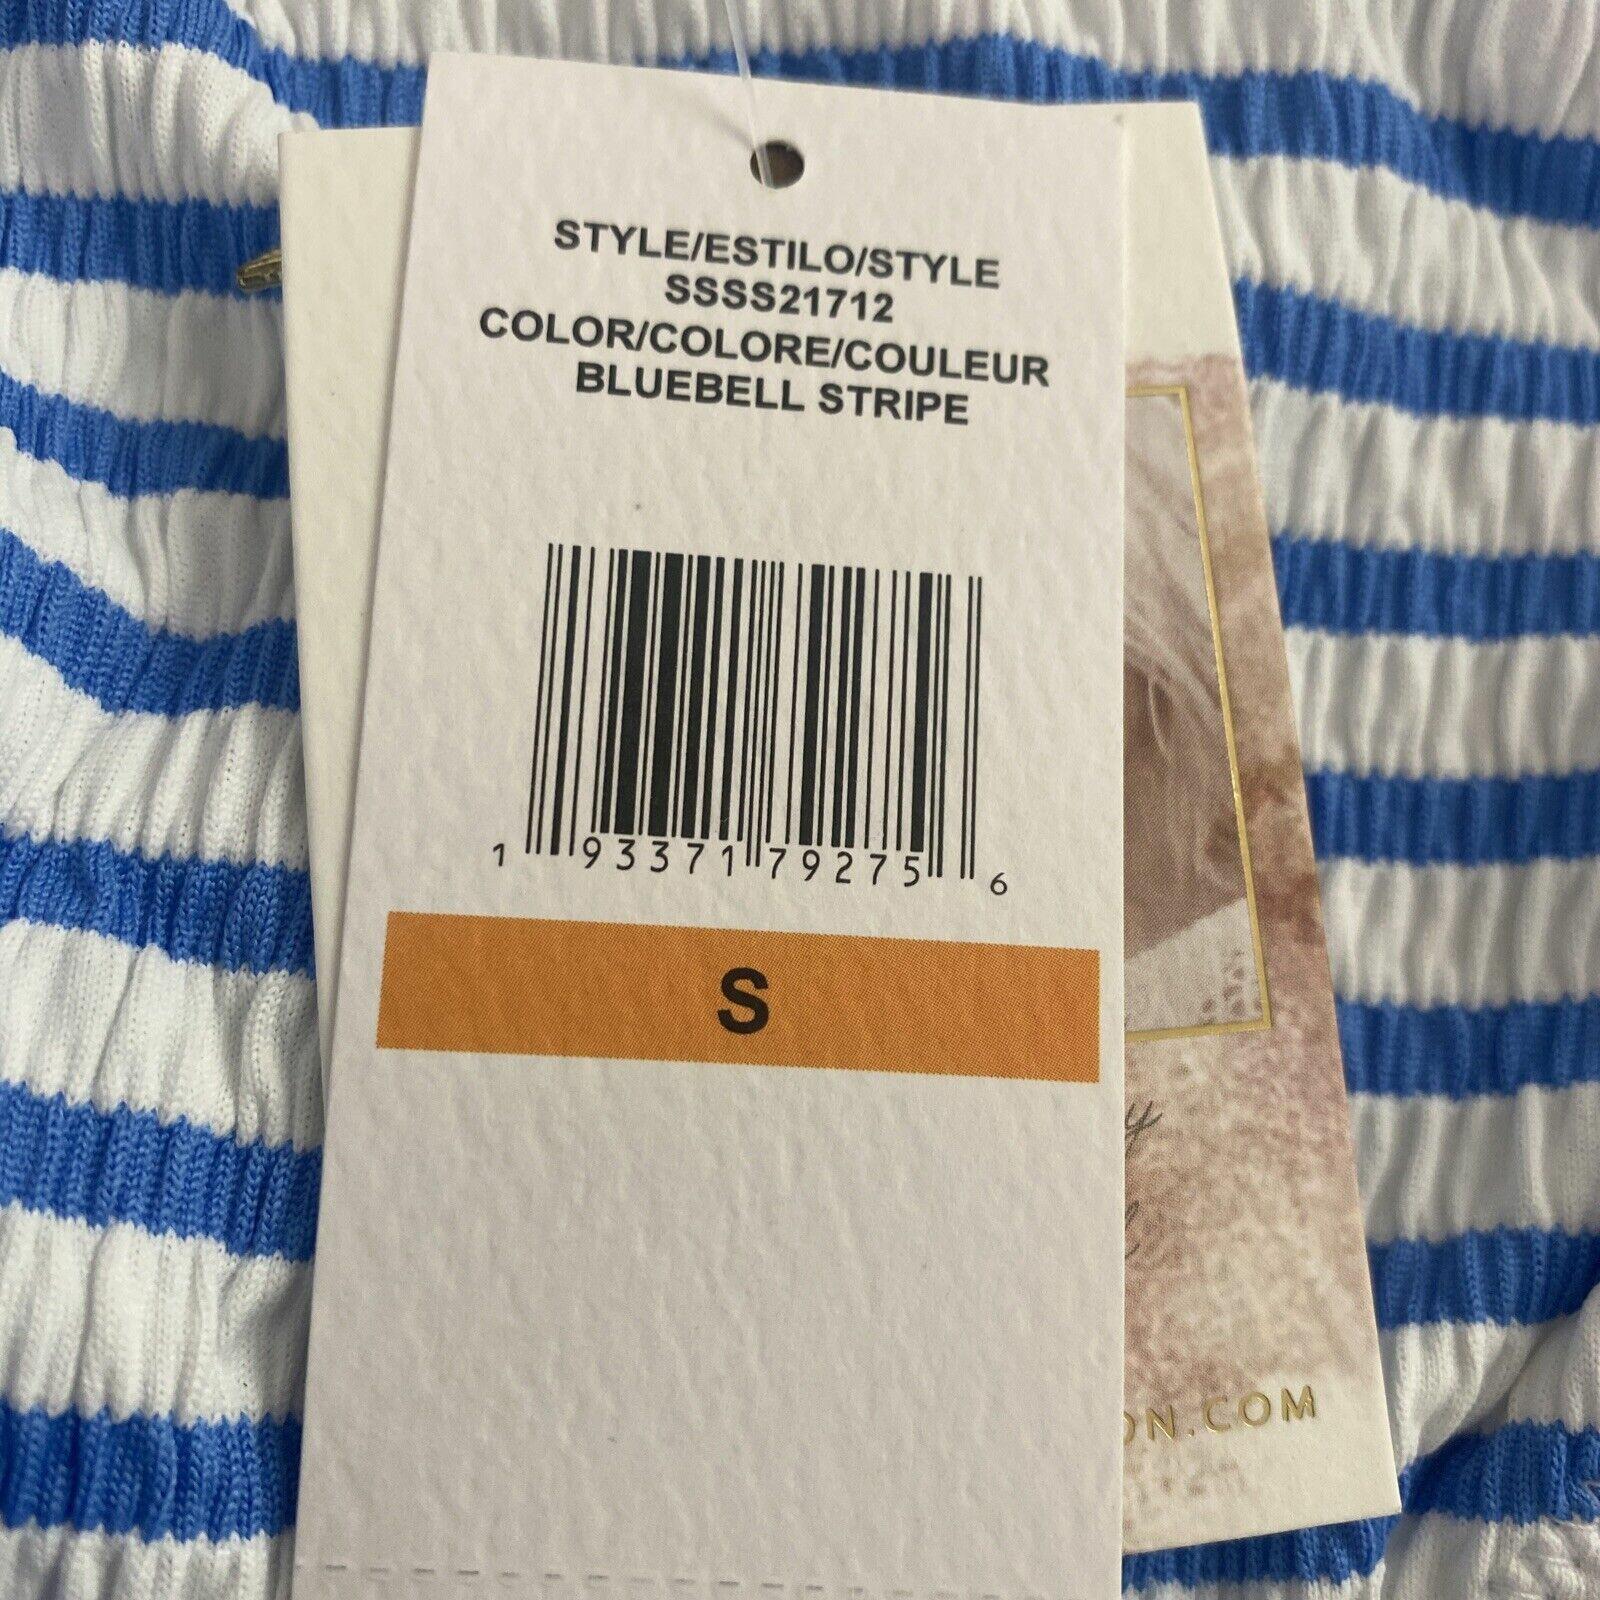 STYLE/ESTILO/STYLE
SSSS21712
COLOR/COLORE/COULEUR
BLUEBELL STRIPE
1 93371 79275 6
S
ON.COM